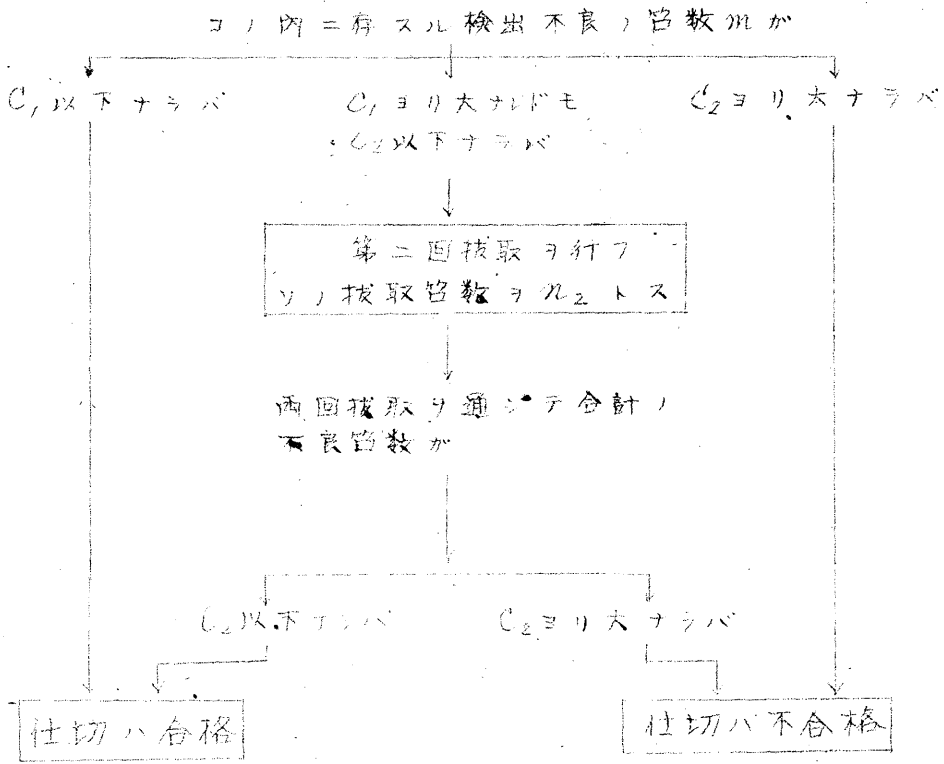 コノ内ニ存スル検出不良ノ箇数mが
C₁以下ナラバ
C₁ヨリ大ナレドモ
C₂以下ナラバ
C₂ヨリ大ナラバ
第二回抜取ヲ行フ
ソノ抜取箇数ヲn₂トス
両回抜取ヲ通ジテ合計ノ
不良箇数が
C₂以下ナラバ
C₂ヨリ大ナラバ
仕切ハ合格
仕切ハ不合格